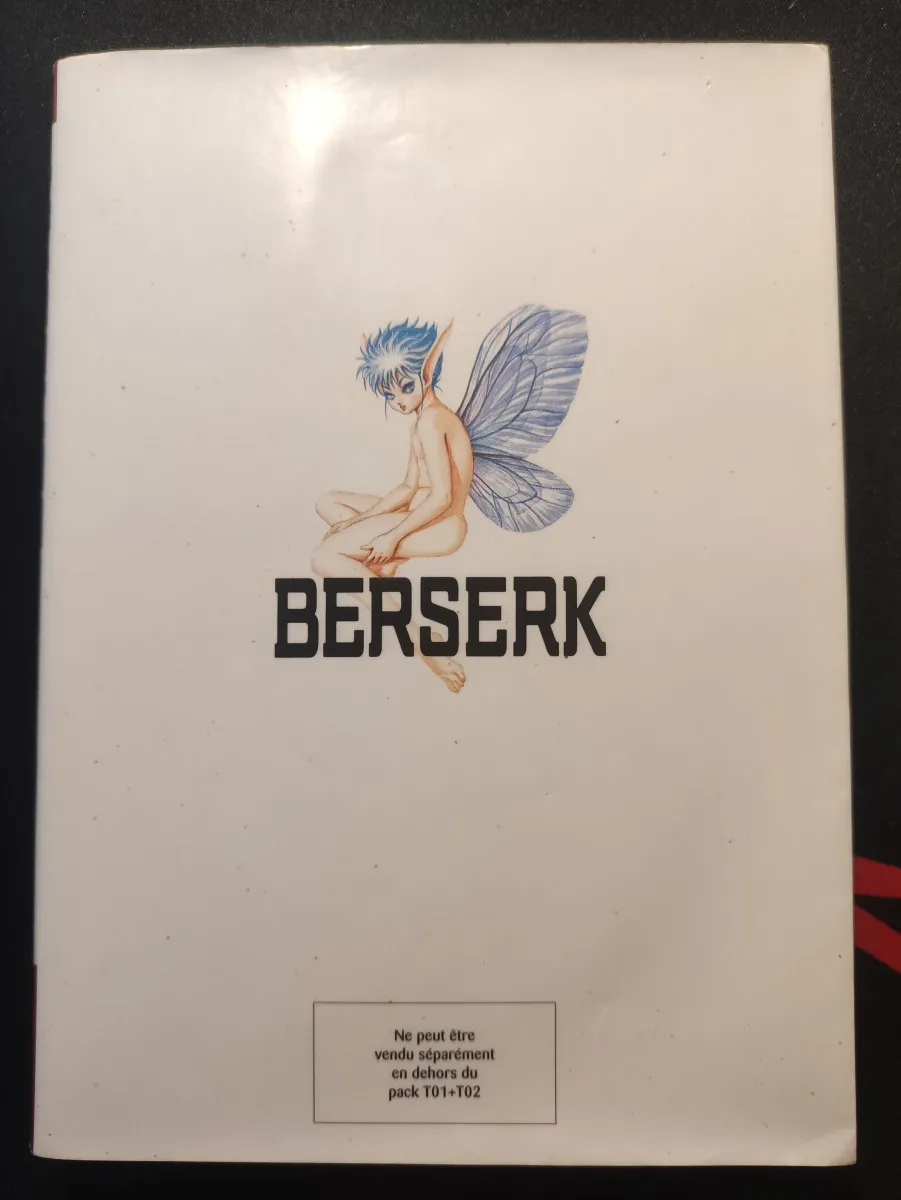 BERSERK
Ne peut être
vendu séparément
en dehors du
pack T01+T02